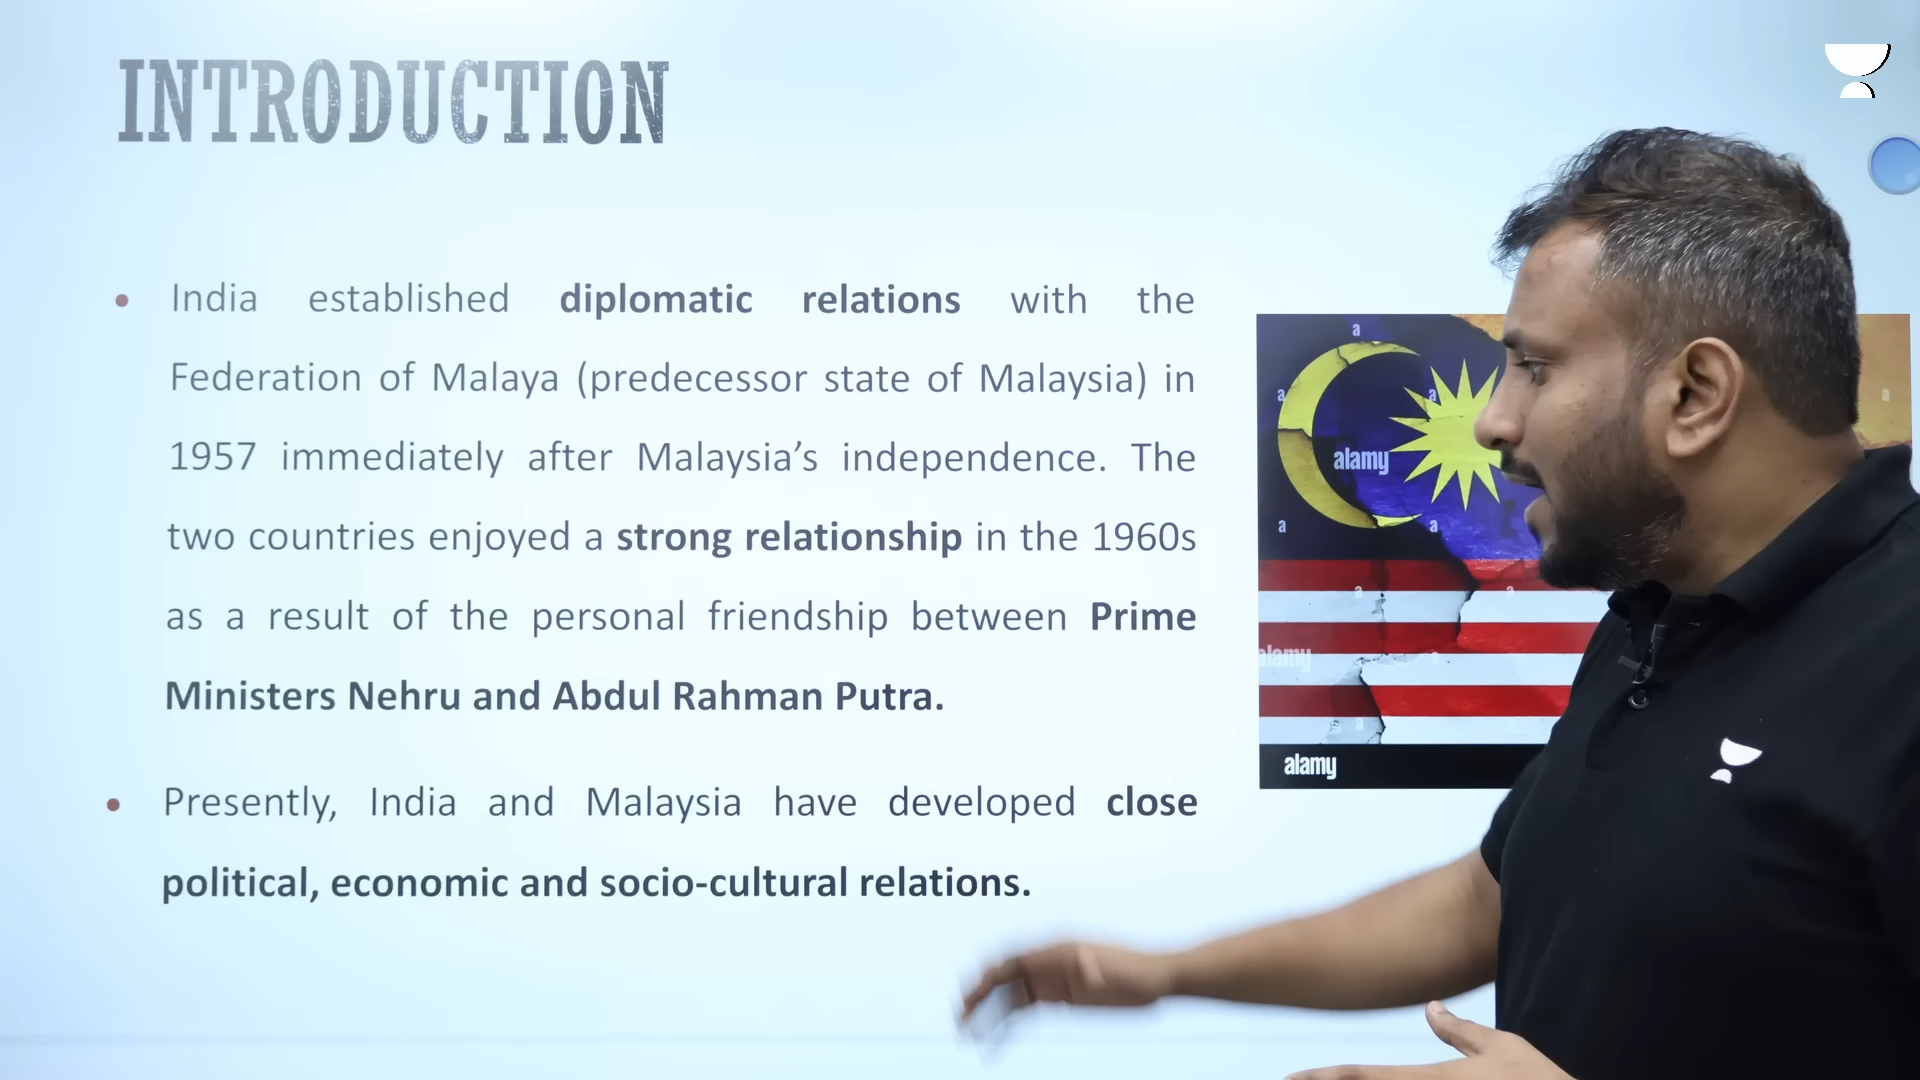 INTRODUCTION
• India established diplomatic relations with the
Federation of Malaya (predecessor state of Malaysia) in
1957 immediately after Malaysia’s independence. The
two countries enjoyed a strong relationship in the 1960s
as a result of the personal friendship between Prime
Ministers Nehru and Abdul Rahman Putra.
• Presently, India and Malaysia have developed close
political, economic and socio-cultural relations.
a
a
a
a
alamy
a
a
a
a
alamy
a
alamy